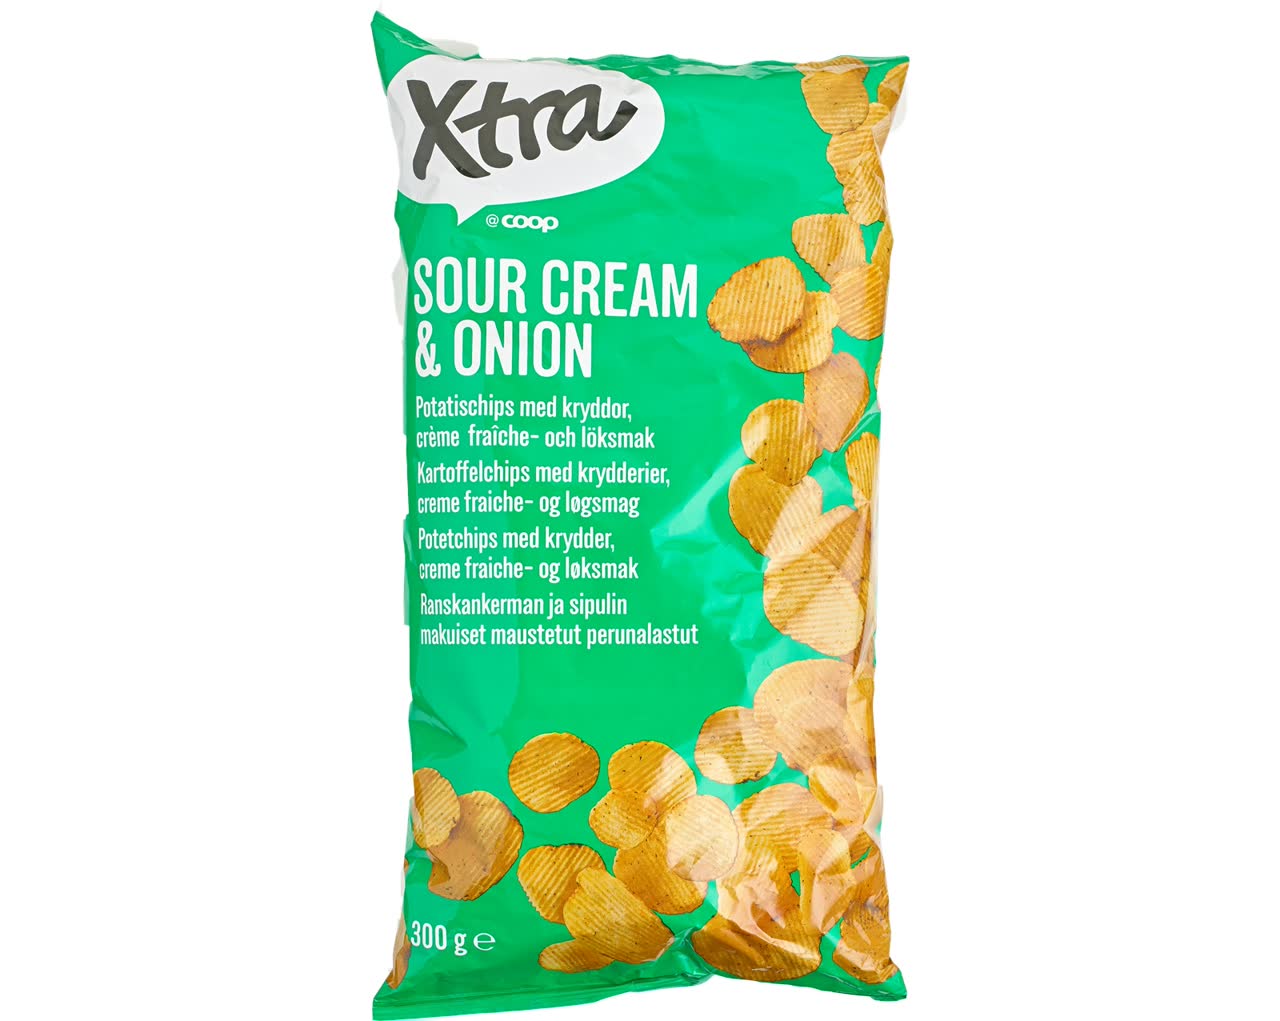 Xtra
@coop
SOUR CREAM
& ONION
Potatischips med kryddor,
crème fraîche- och löksmak
Kartoffelchips med krydderier,
creme fraiche- og løgsmag
Potetchips med krydder,
creme fraiche- og løksmak
Ranskankerman ja sipulin
makuiset maustetut perunalastut
300 g ℮